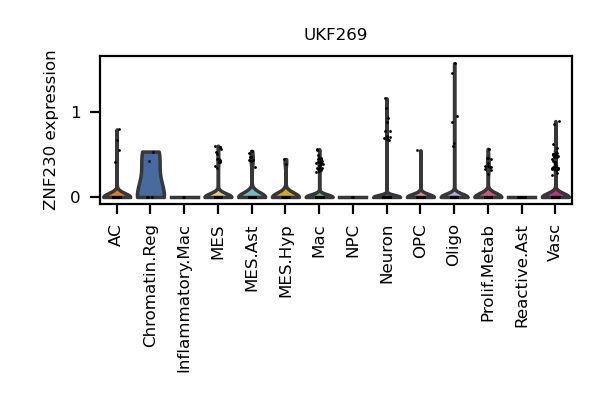 UKF269
ZNF230 expression
1
0
AC
Chromatin.Reg
Inflammatory.Mac
MES
MES.Ast
MES.Hyp
Mac
NPC
Neuron
OPC
Oligo
Prolif.Metab
Reactive.Ast
Vasc